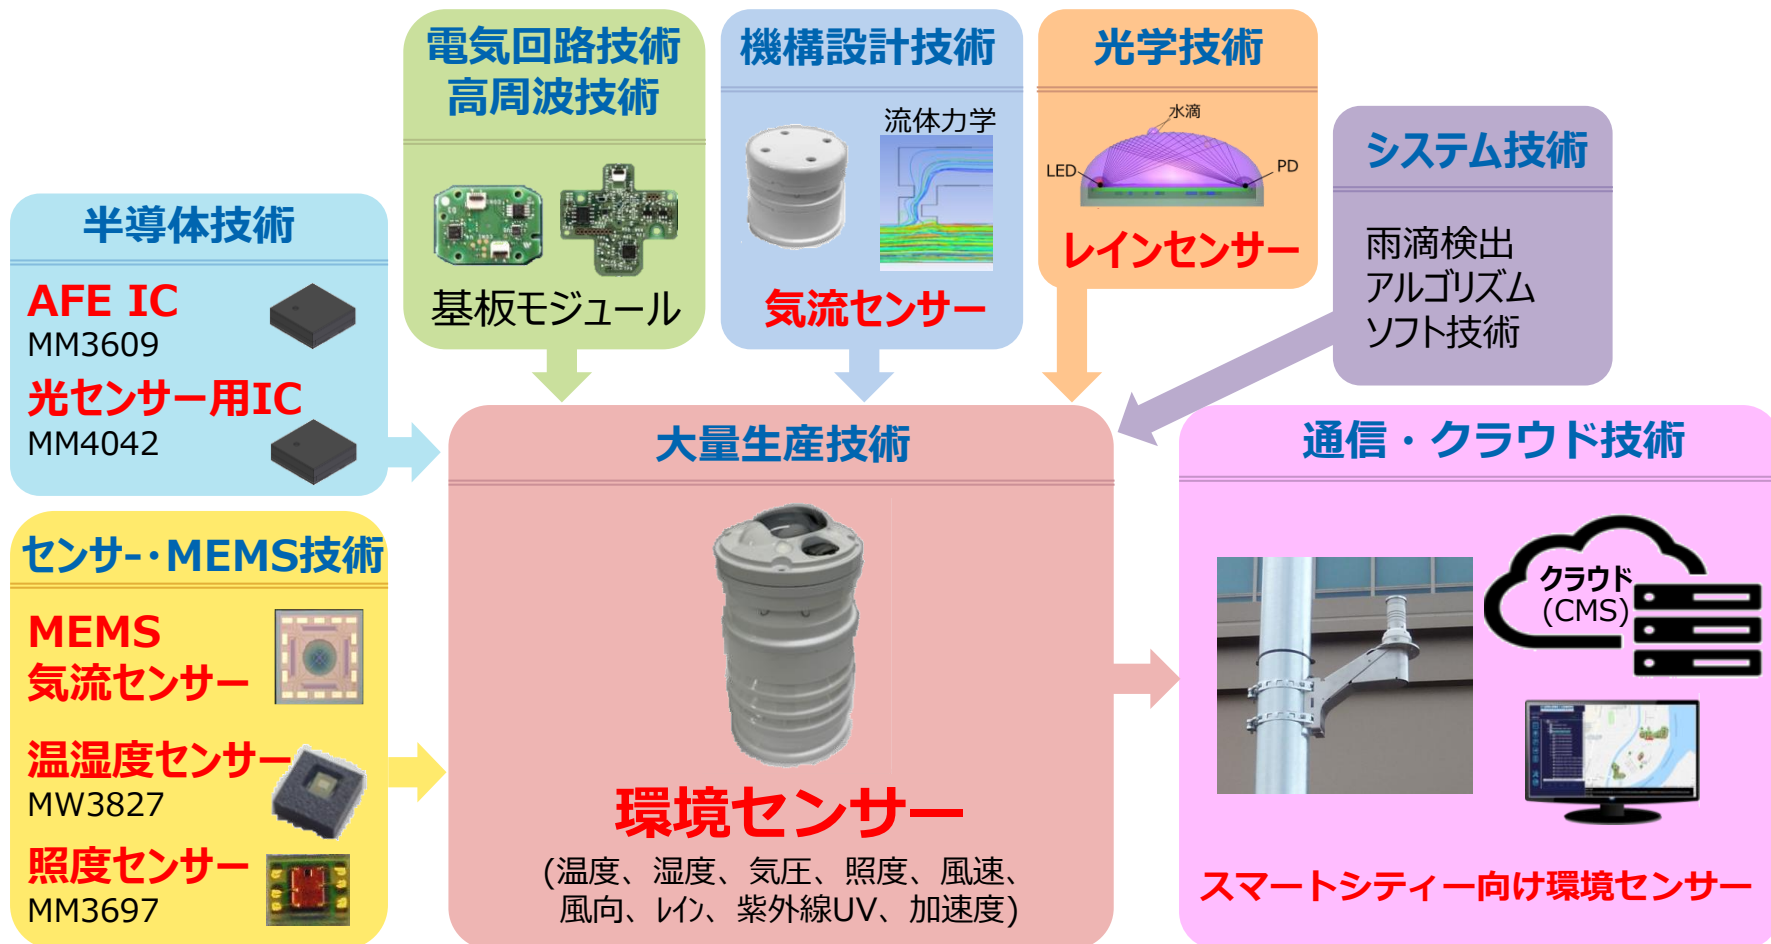 電気回路技術
高周波技術
基板モジュール
機構設計技術
流体力学
気流センサー
光学技術
水滴
LED
PD
レインセンサー
システム技術
雨滴検出
アルゴリズム
ソフト技術
半導体技術
AFE IC
MM3609
光センサー用IC
MM4042
センサ-・MEMS技術
MEMS
気流センサー
温湿度センサー
MW3827
照度センサー
MM3697
大量生産技術
環境センサー
(温度、湿度、気圧、照度、風速、
風向、ﾚｲﾝ、紫外線UV、加速度)
通信・クラウド技術
クラウド
(CMS)
スマートシティー向け環境センサー